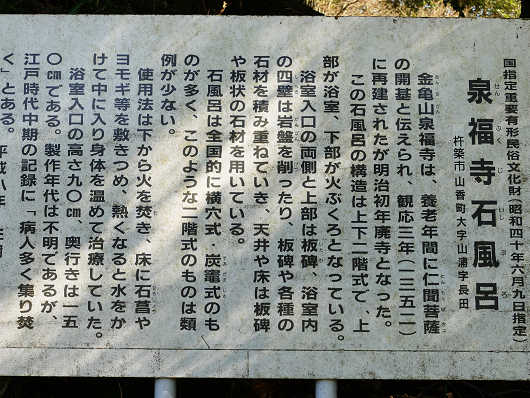 国指定重要有形民俗文化財(昭和四十年六月九日指定)
泉福寺石風呂
せんぷくじいしぶろ
杵築市山香町大字山浦字長田
金亀山泉福寺は、養老年間に仁聞菩薩
の開基と伝えられ、観応三年(一三五二)
に再建されたが明治初年廃寺となった。
この石風呂の構造は上下二階式で、上
部が浴室、下部が火ぶくろとなっている。
浴室入口の両側と上部は板碑、浴室内
の四壁は岩盤を削ったり、板碑や各種の
石材を積み重ねていき、天井や床は板碑
や板状の石材を用いている。
石風呂は全国的に横穴式・炭竈式のも
のが多く、このような二階式のものは類
例が少ない。
使用法は下から火を焚き、床に石菖や
ヨモギ等を敷きつめ、熱くなると水をか
けて中に入り身体を温めて治療していた。
浴室入口の高さ九〇㎝、奥行きは一五
〇㎝である。製作年代は不明であるが、
江戸時代中期の記録に「病人多く集り焚
く」とある。